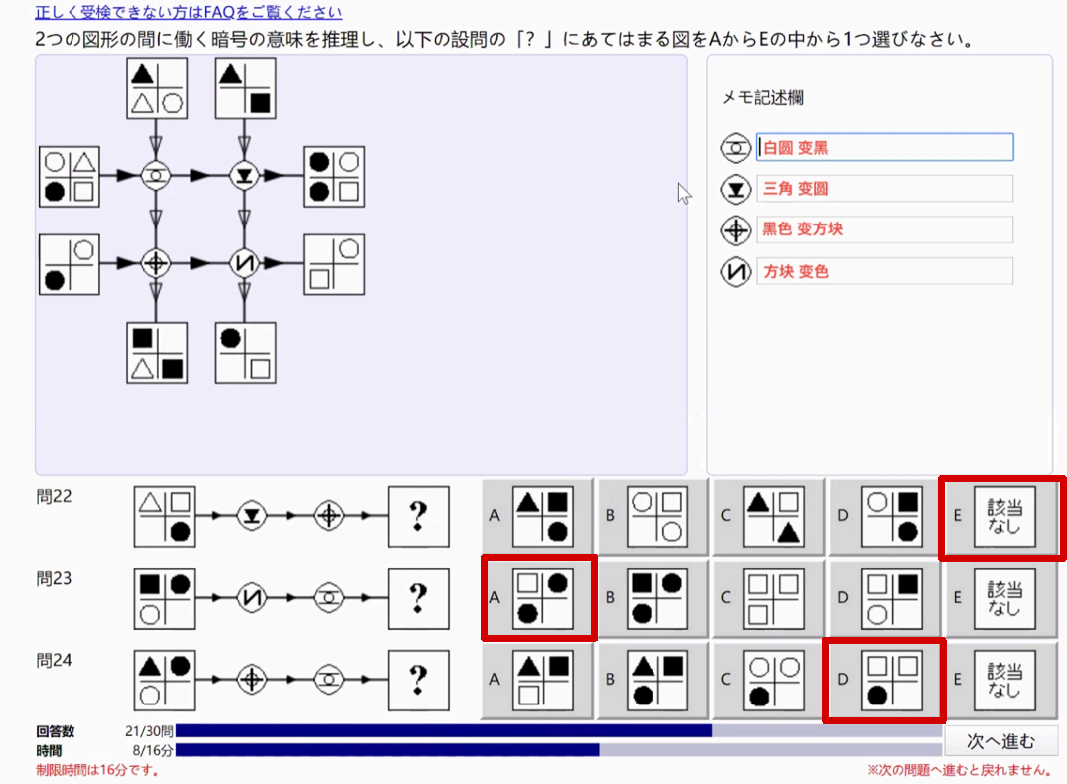 正しく受検できない方はFAQをご覧ください
2つの図形の間に働く暗号の意味を推理し、以下の設問の「？」にあてはまる図をAからEの中から1つ選びなさい。
メモ記述欄
白圆 变黑
三角 变圆
黑色 变方块
方块 变色
問22
?
A
B
C
D
E
該当
なし
問23
?
A
B
C
D
E
該当
なし
問24
?
A
B
C
D
E
該当
なし
回答数 21/30問
時間 8/16分
次へ進む
制限時間は16分です。
※次の問題へ進むと戻れません。